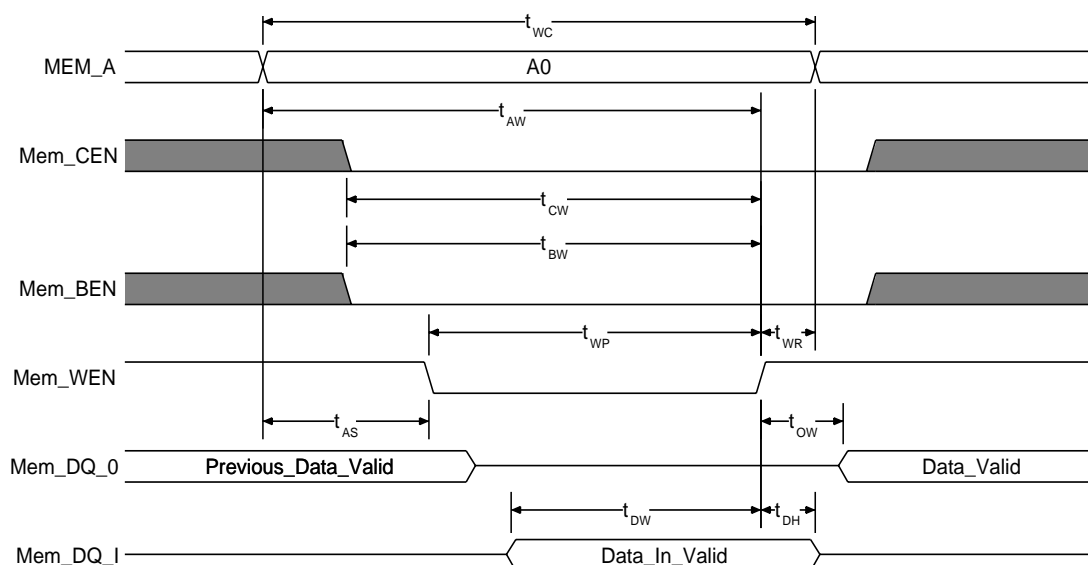 tWC
MEM_A
A0
tAW
Mem_CEN
tCW
tBW
Mem_BEN
tWP
tWR
Mem_WEN
tAS
tOW
Mem_DQ_0
Previous_Data_Valid
Data_Valid
tDW
tDH
Mem_DQ_I
Data_In_Valid